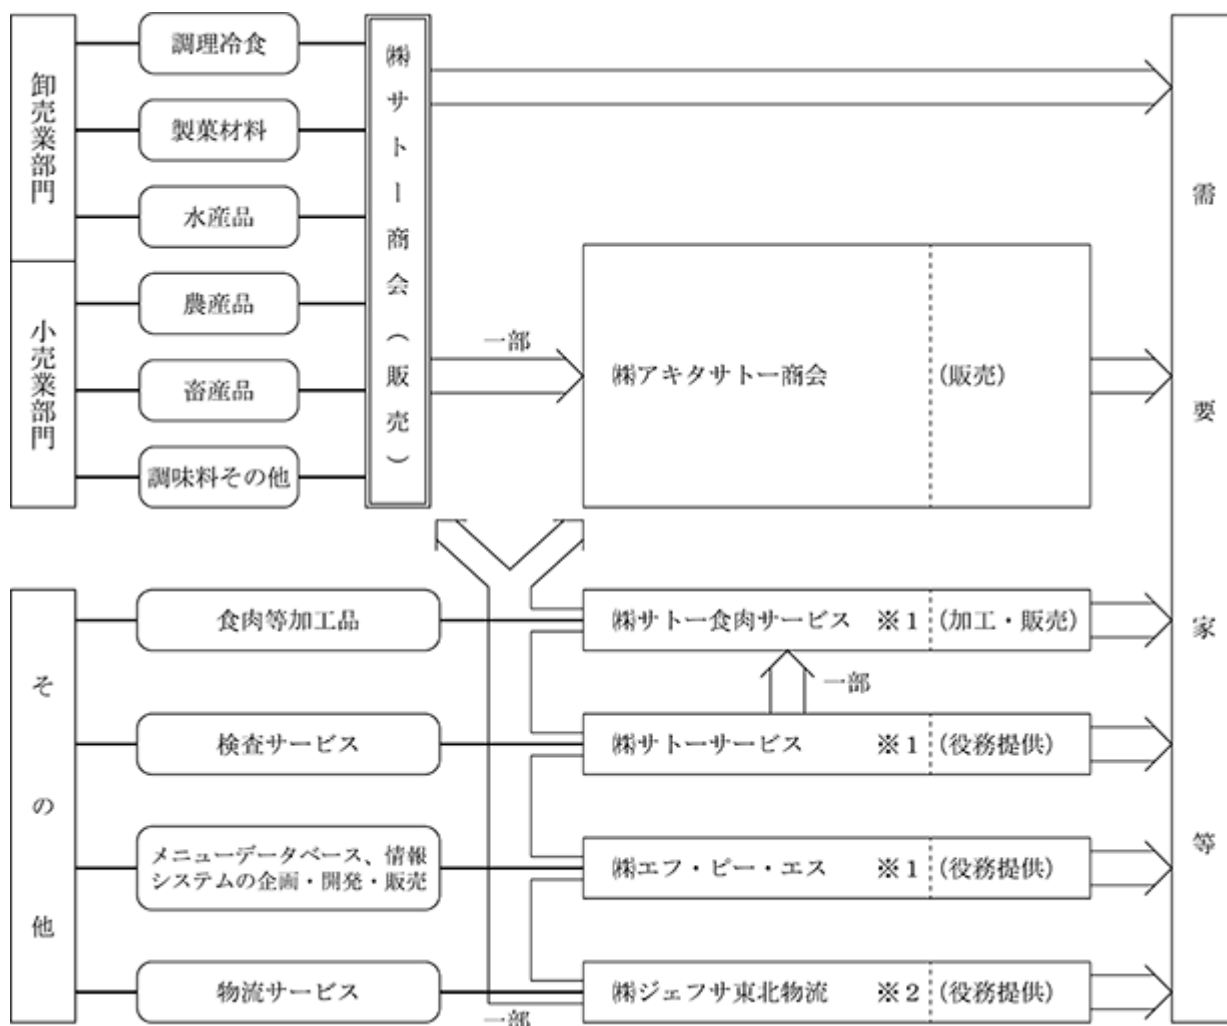 卸売業部門
小売業部門
調理冷食
製菓材料
水産品
農産品
畜産品
調味料その他
㈱サトー商会（販売）
一部
㈱アキタサトー商会 (販売)
需要家等
その他
食肉等加工品
㈱サトー食肉サービス ※1 (加工・販売)
一部
検査サービス
㈱サトーサービス ※1 (役務提供)
メニューデータベース、情報
システムの企画・開発・販売
㈱エフ・ピー・エス ※1 (役務提供)
物流サービス
㈱ジェフサ東北物流 ※2 (役務提供)
一部